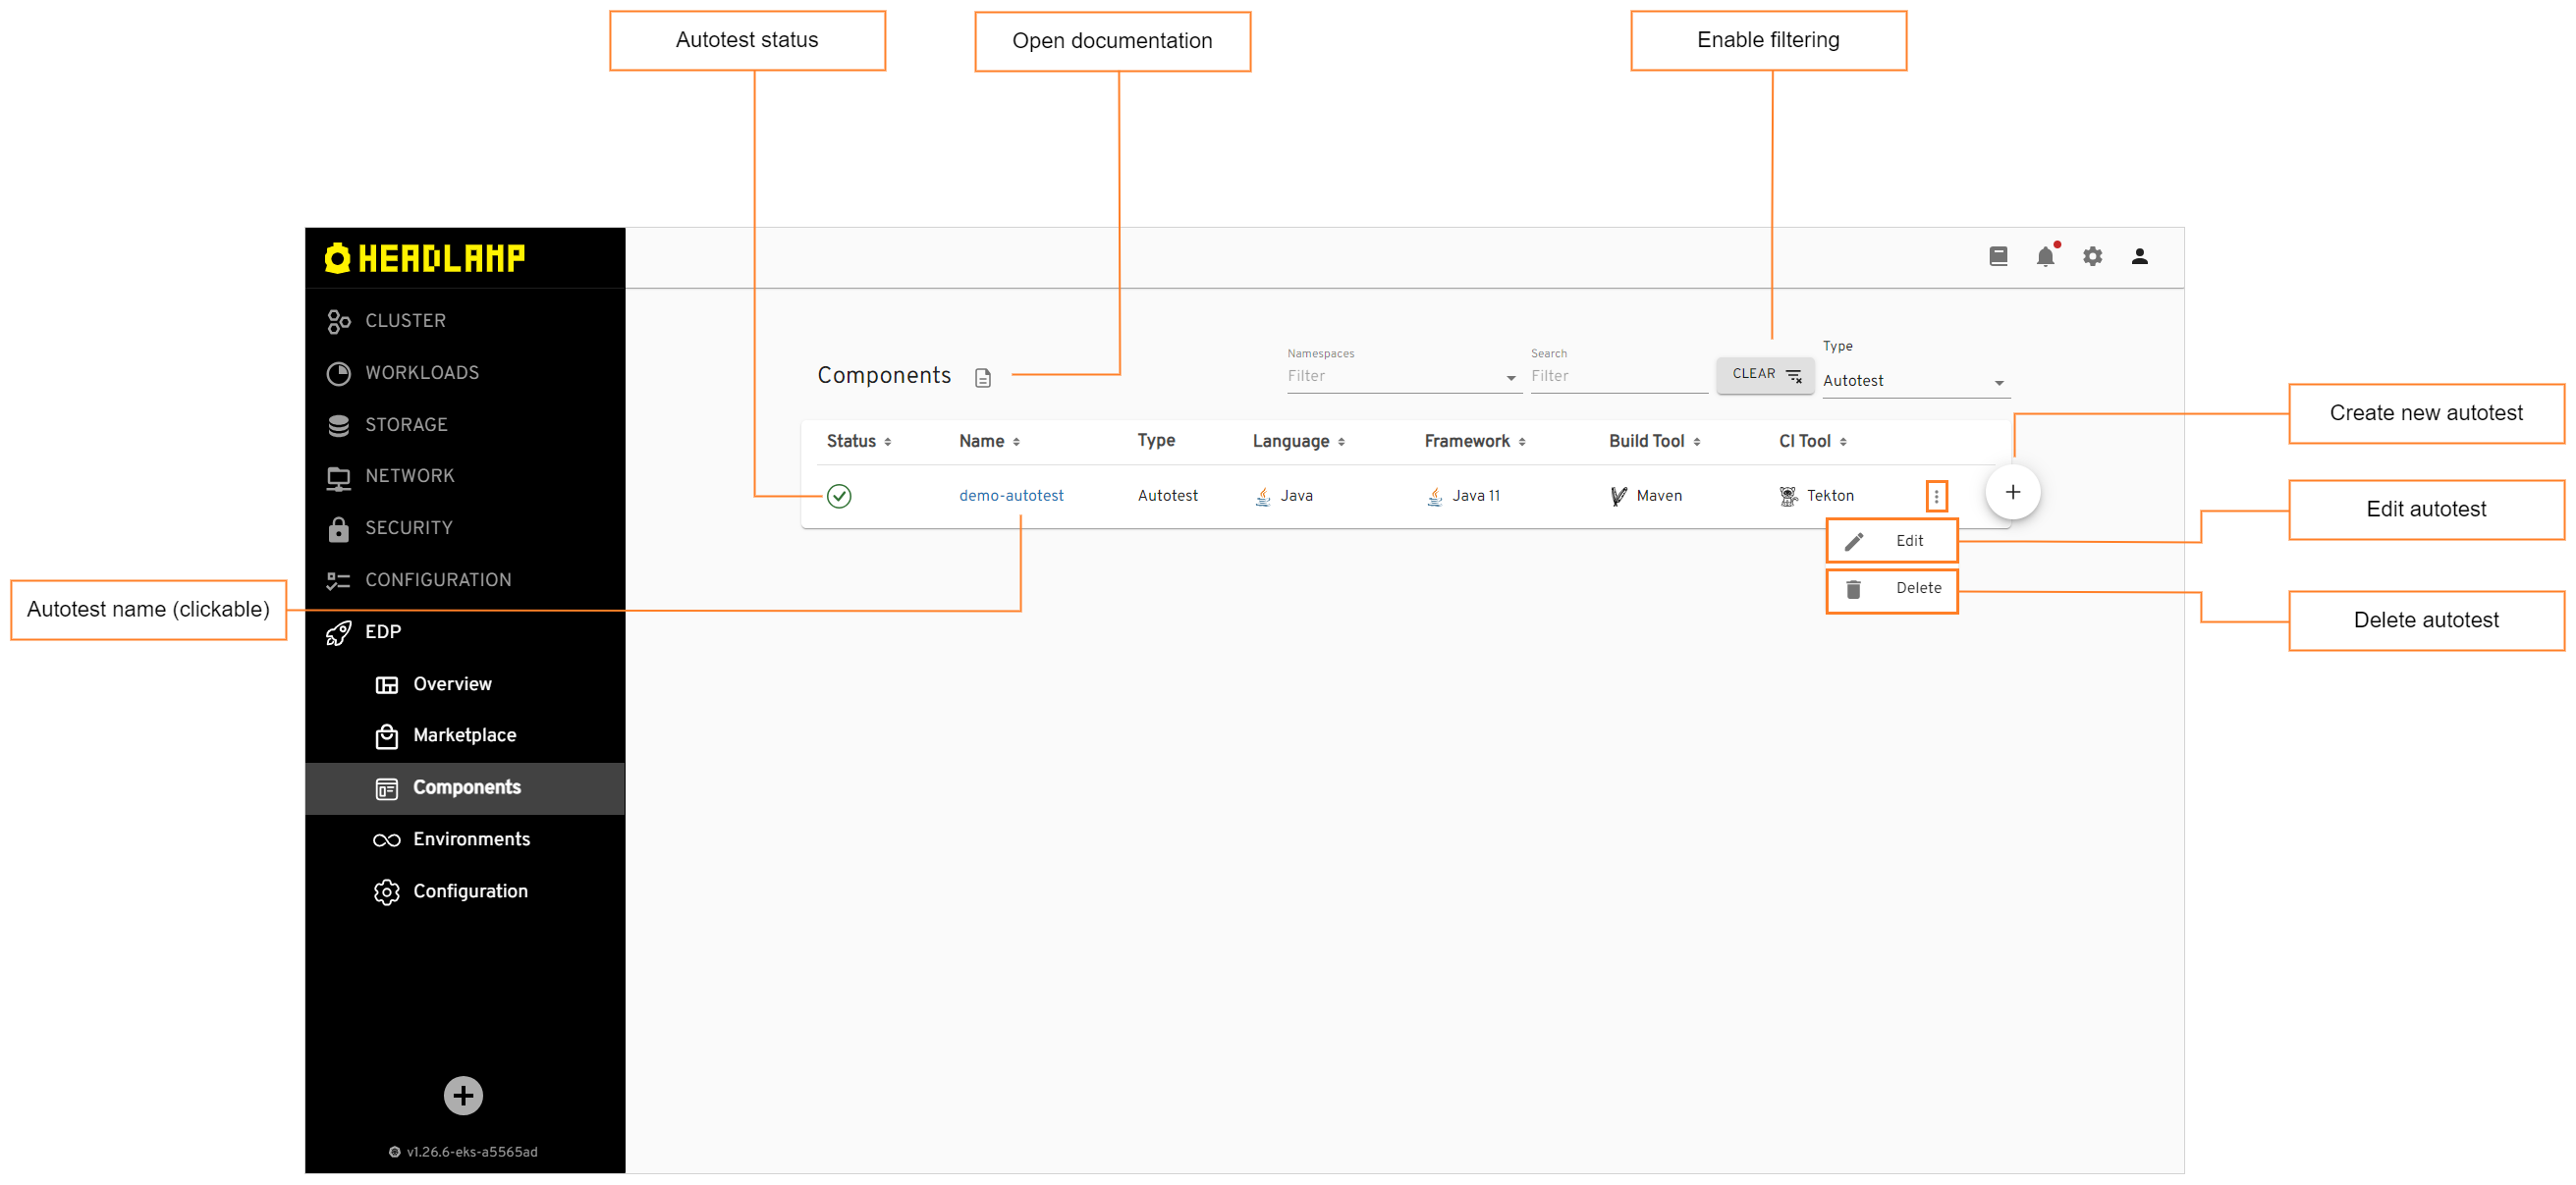 Autotest status
Open documentation
Enable filtering
HEADLAMP
CLUSTER
WORKLOADS
STORAGE
NETWORK
SECURITY
CONFIGURATION
EDP
Overview
Marketplace
Components
Environments
Configuration
v1.26.6-eks-a5565ad
Autotest name (clickable)
Components
Namespaces
Filter
Search
Filter
CLEAR
Type
Autotest
Status Name Type Language Framework Build Tool CI Tool
demo-autotest Autotest Java Java 11 Maven Tekton
Edit
Delete
Create new autotest
Edit autotest
Delete autotest